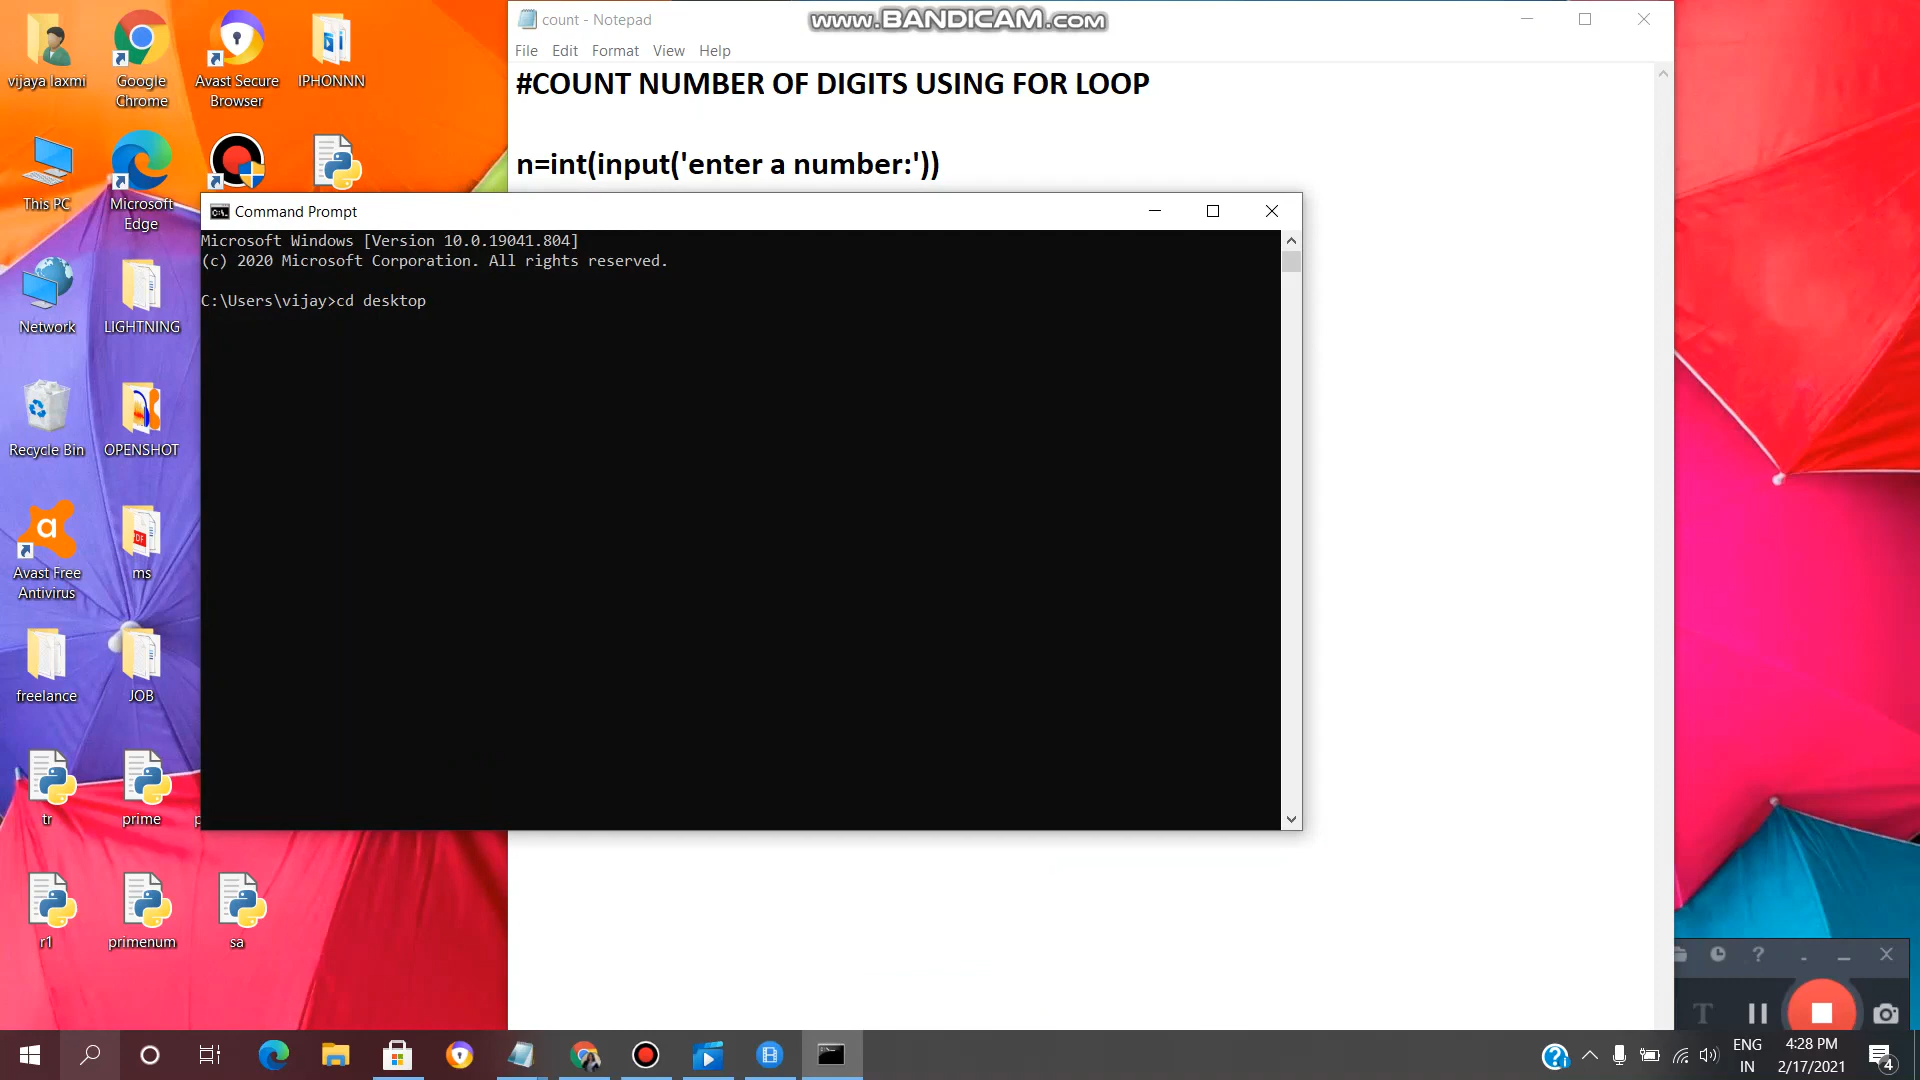 count - Notepad
www.BANDICAM.com
File Edit Format View Help
#COUNT NUMBER OF DIGITS USING FOR LOOP
n=int(input('enter a number:'))
Command Prompt
Microsoft Windows [Version 10.0.19041.804]
(c) 2020 Microsoft Corporation. All rights reserved.
C:\Users\vijay>cd desktop
vijaya laxmi
Google Chrome
Avast Secure Browser
IPHONNN
This PC
Microsoft Edge
Network
LIGHTNING
Recycle Bin
OPENSHOT
Avast Free Antivirus
PDF
ms
freelance
JOB
tr
prime
r1
primenum
sa
T
ENG
IN
4:28 PM
2/17/2021
4